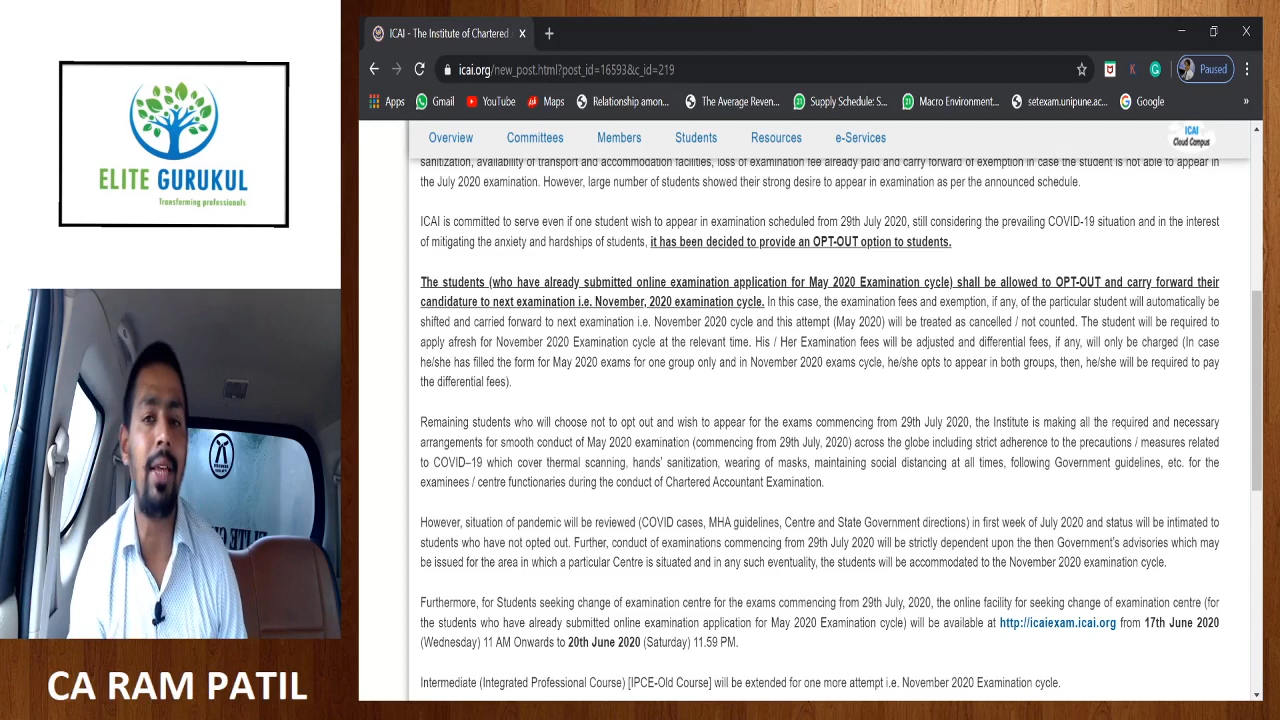 ELITE GURUKUL
Transforming professionals
CA RAM PATIL
ICAI - The Institute of Chartered
icai.org/new_post.html?post_id=16593&c_id=219
K
Paused
Apps
Gmail
YouTube
Maps
Relationship amon...
The Average Reven...
Supply Schedule: S...
Macro Environment...
setexam.unipune.ac...
Google
»
Overview
Committees
Members
Students
Resources
e-Services
ICAI
Cloud Campus
sanitization, availability of transport and accommodation facilities, loss of examination fee already paid and carry forward of exemption in case the student is not able to appear in
the July 2020 examination. However, large number of students showed their strong desire to appear in examination as per the announced schedule.
ICAI is committed to serve even if one student wish to appear in examination scheduled from 29th July 2020, still considering the prevailing COVID-19 situation and in the interest
of mitigating the anxiety and hardships of students, it has been decided to provide an OPT-OUT option to students.
The students (who have already submitted online examination application for May 2020 Examination cycle) shall be allowed to OPT-OUT and carry forward their
candidature to next examination i.e. November, 2020 examination cycle. In this case, the examination fees and exemption, if any, of the particular student will automatically be
shifted and carried forward to next examination i.e. November 2020 cycle and this attempt (May 2020) will be treated as cancelled / not counted. The student will be required to
apply afresh for November 2020 Examination cycle at the relevant time. His / Her Examination fees will be adjusted and differential fees, if any, will only be charged (In case
he/she has filled the form for May 2020 exams for one group only and in November 2020 exams cycle, he/she opts to appear in both groups, then, he/she will be required to pay
the differential fees).
Remaining students who will choose not to opt out and wish to appear for the exams commencing from 29th July 2020, the Institute is making all the required and necessary
arrangements for smooth conduct of May 2020 examination (commencing from 29th July, 2020) across the globe including strict adherence to the precautions / measures related
to COVID–19 which cover thermal scanning, hands' sanitization, wearing of masks, maintaining social distancing at all times, following Government guidelines, etc. for the
examinees / centre functionaries during the conduct of Chartered Accountant Examination.
However, situation of pandemic will be reviewed (COVID cases, MHA guidelines, Centre and State Government directions) in first week of July 2020 and status will be intimated to
students who have not opted out. Further, conduct of examinations commencing from 29th July 2020 will be strictly dependent upon the then Government's advisories which may
be issued for the area in which a particular Centre is situated and in any such eventuality, the students will be accommodated to the November 2020 examination cycle.
Furthermore, for Students seeking change of examination centre for the exams commencing from 29th July, 2020, the online facility for seeking change of examination centre (for
the students who have already submitted online examination application for May 2020 Examination cycle) will be available at http://icaiexam.icai.org from 17th June 2020
(Wednesday) 11 AM Onwards to 20th June 2020 (Saturday) 11.59 PM.
Intermediate (Integrated Professional Course) [IPCE-Old Course] will be extended for one more attempt i.e. November 2020 Examination cycle.